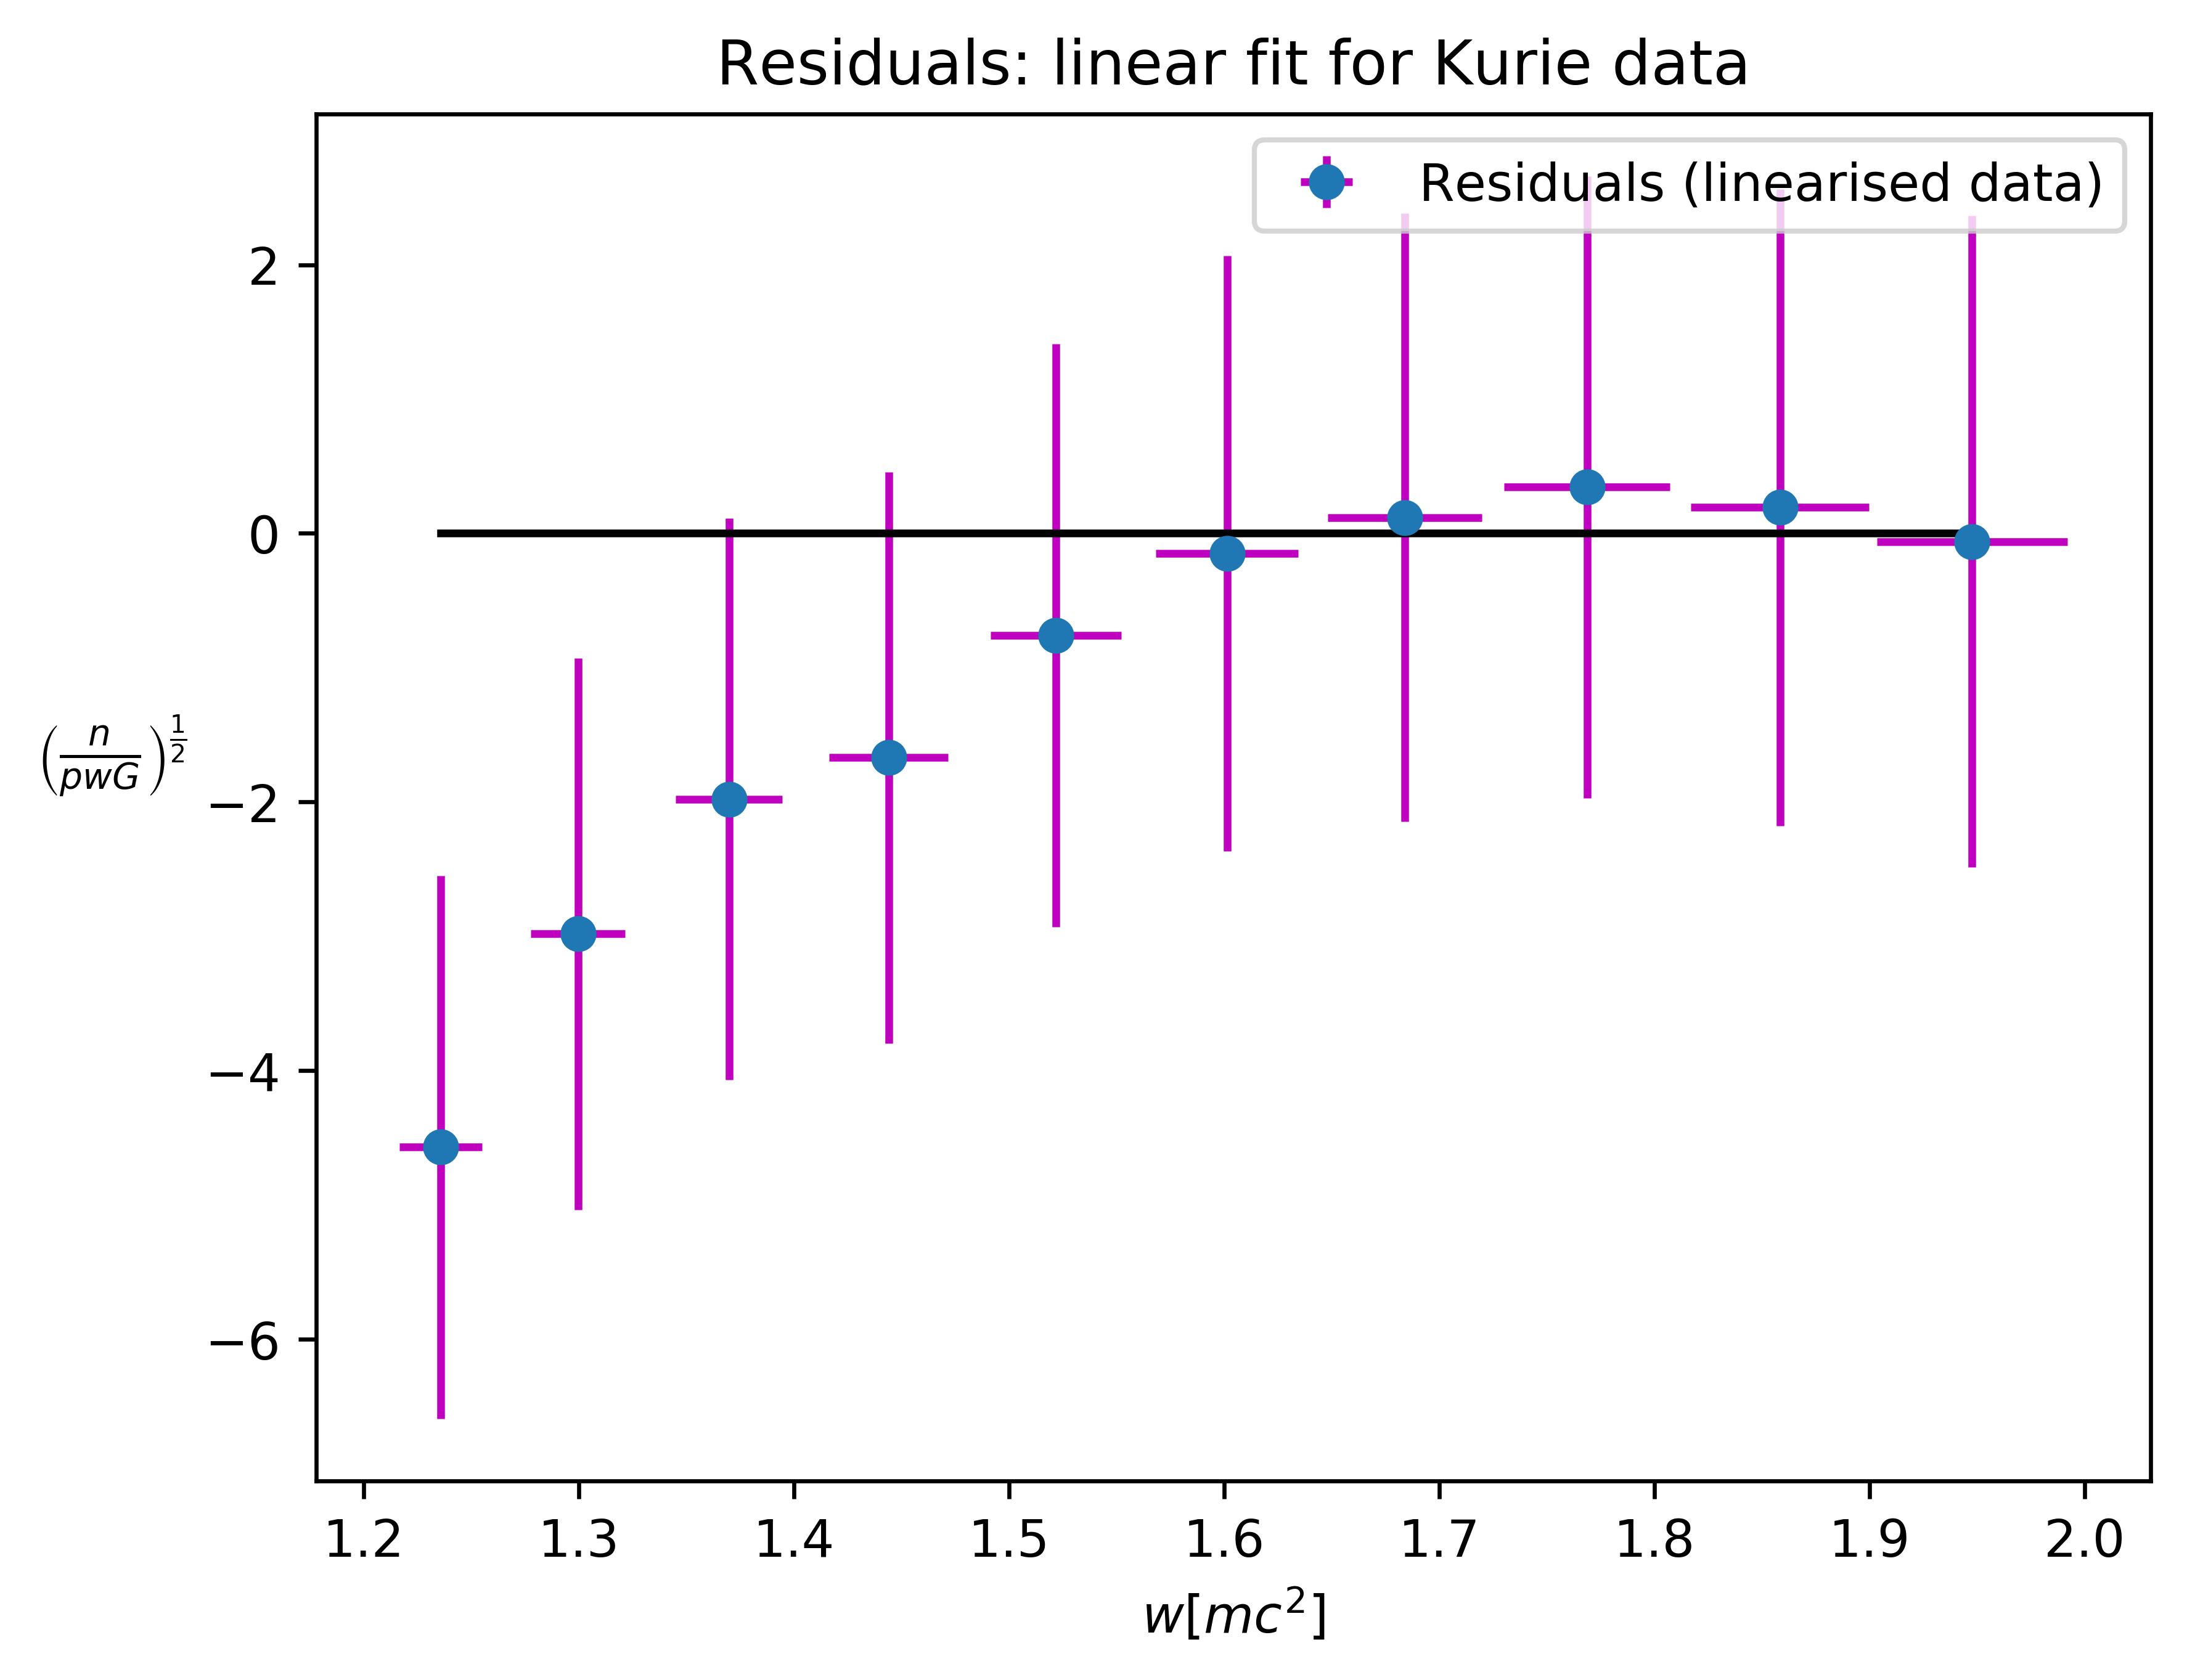 Residuals: linear fit for Kurie data
Residuals (linearised data)
2
0
−2
−4
−6
(n/pwG)^1/2
1.2 1.3 1.4 1.5 1.6 1.7 1.8 1.9 2.0
w[mc²]